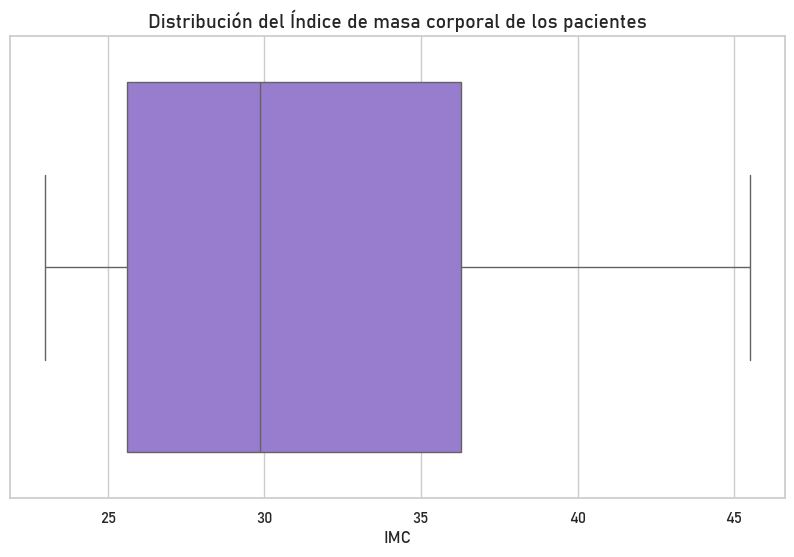 Distribución del Índice de masa corporal de los pacientes
25 30 35 40 45
IMC